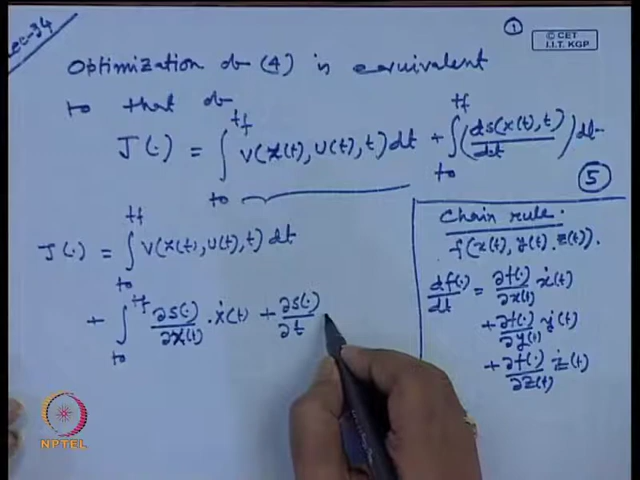 Lec-34
①
© CET
I.I.T. KGP
Optimization of (4) is equivalent
to that of
J(.) = ∫_{t0}^{tf} V(x(t), u(t), t) dt + ∫_{t0}^{tf} (ds(x(t), t)/dt) dt
⑤
J(.) = ∫_{t0}^{tf} V(x(t), u(t), t) dt
+ ∫_{t0}^{tf} ∂s(.)/∂x(t) . ẋ(t) + ∂s(.)/∂t
Chain rule:
f(x(t), y(t). z(t)).
df(.)/dt = ∂f(.)/∂x(t) ẋ(t)
+ ∂f(.)/∂y(t) ẏ(t)
+ ∂f(.)/∂z(t) ż(t)
NPTEL